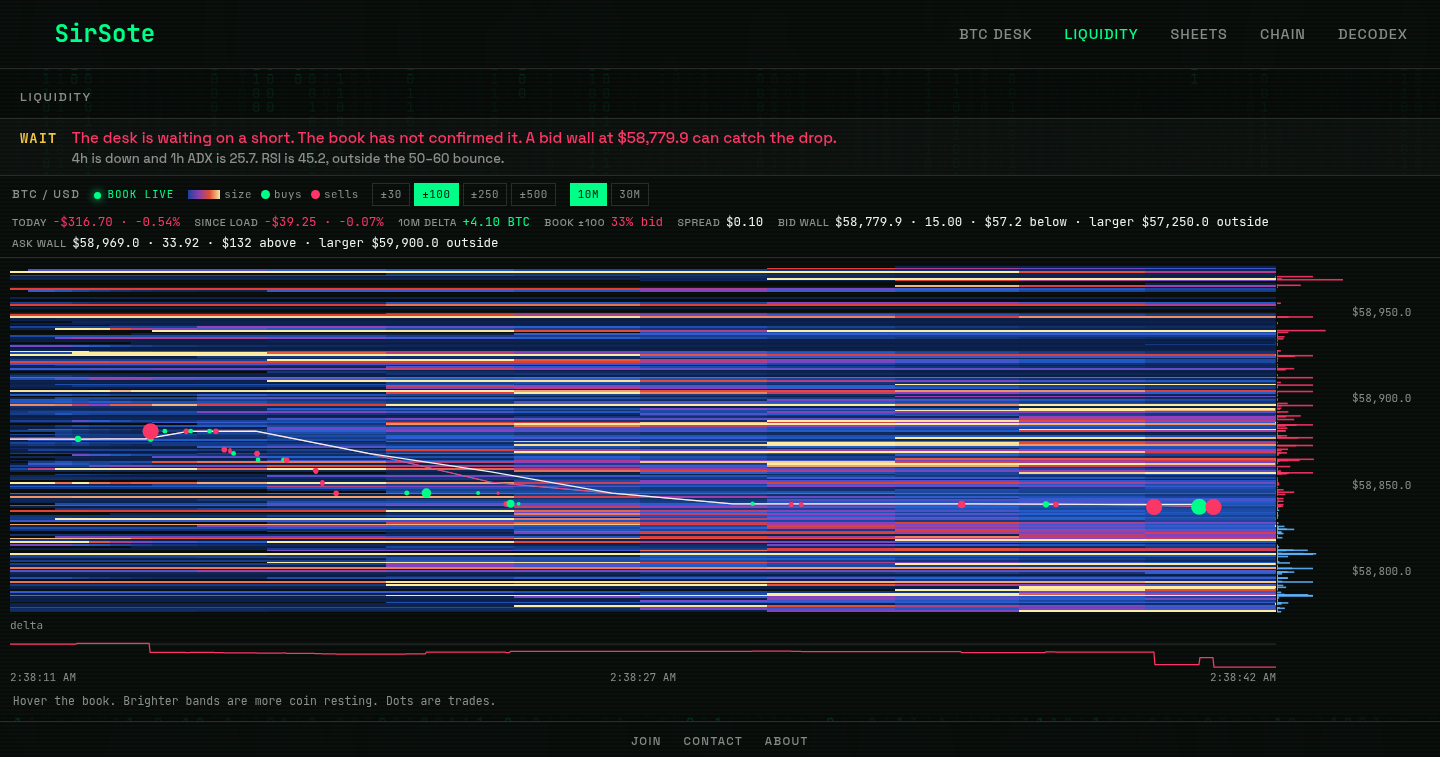 SirSote
BTC DESK LIQUIDITY SHEETS CHAIN DECODEX
LIQUIDITY
WAIT The desk is waiting on a short. The book has not confirmed it. A bid wall at $58,779.9 can catch the drop.
4h is down and 1h ADX is 25.7. RSI is 45.2, outside the 50–60 bounce.
BTC / USD BOOK LIVE size buys sells ±30 ±100 ±250 ±500 10M 30M
TODAY -$316.70 · -0.54% SINCE LOAD -$39.25 · -0.07% 10M DELTA +4.10 BTC BOOK ±100 33% bid SPREAD $0.10 BID WALL $58,779.9 · 15.00 · $57.2 below · larger $57,250.0 outside
ASK WALL $58,969.0 · 33.92 · $132 above · larger $59,900.0 outside
$58,950.0
$58,900.0
$58,850.0
$58,800.0
delta
2:38:11 AM 2:38:27 AM 2:38:42 AM
Hover the book. Brighter bands are more coin resting. Dots are trades.
JOIN CONTACT ABOUT